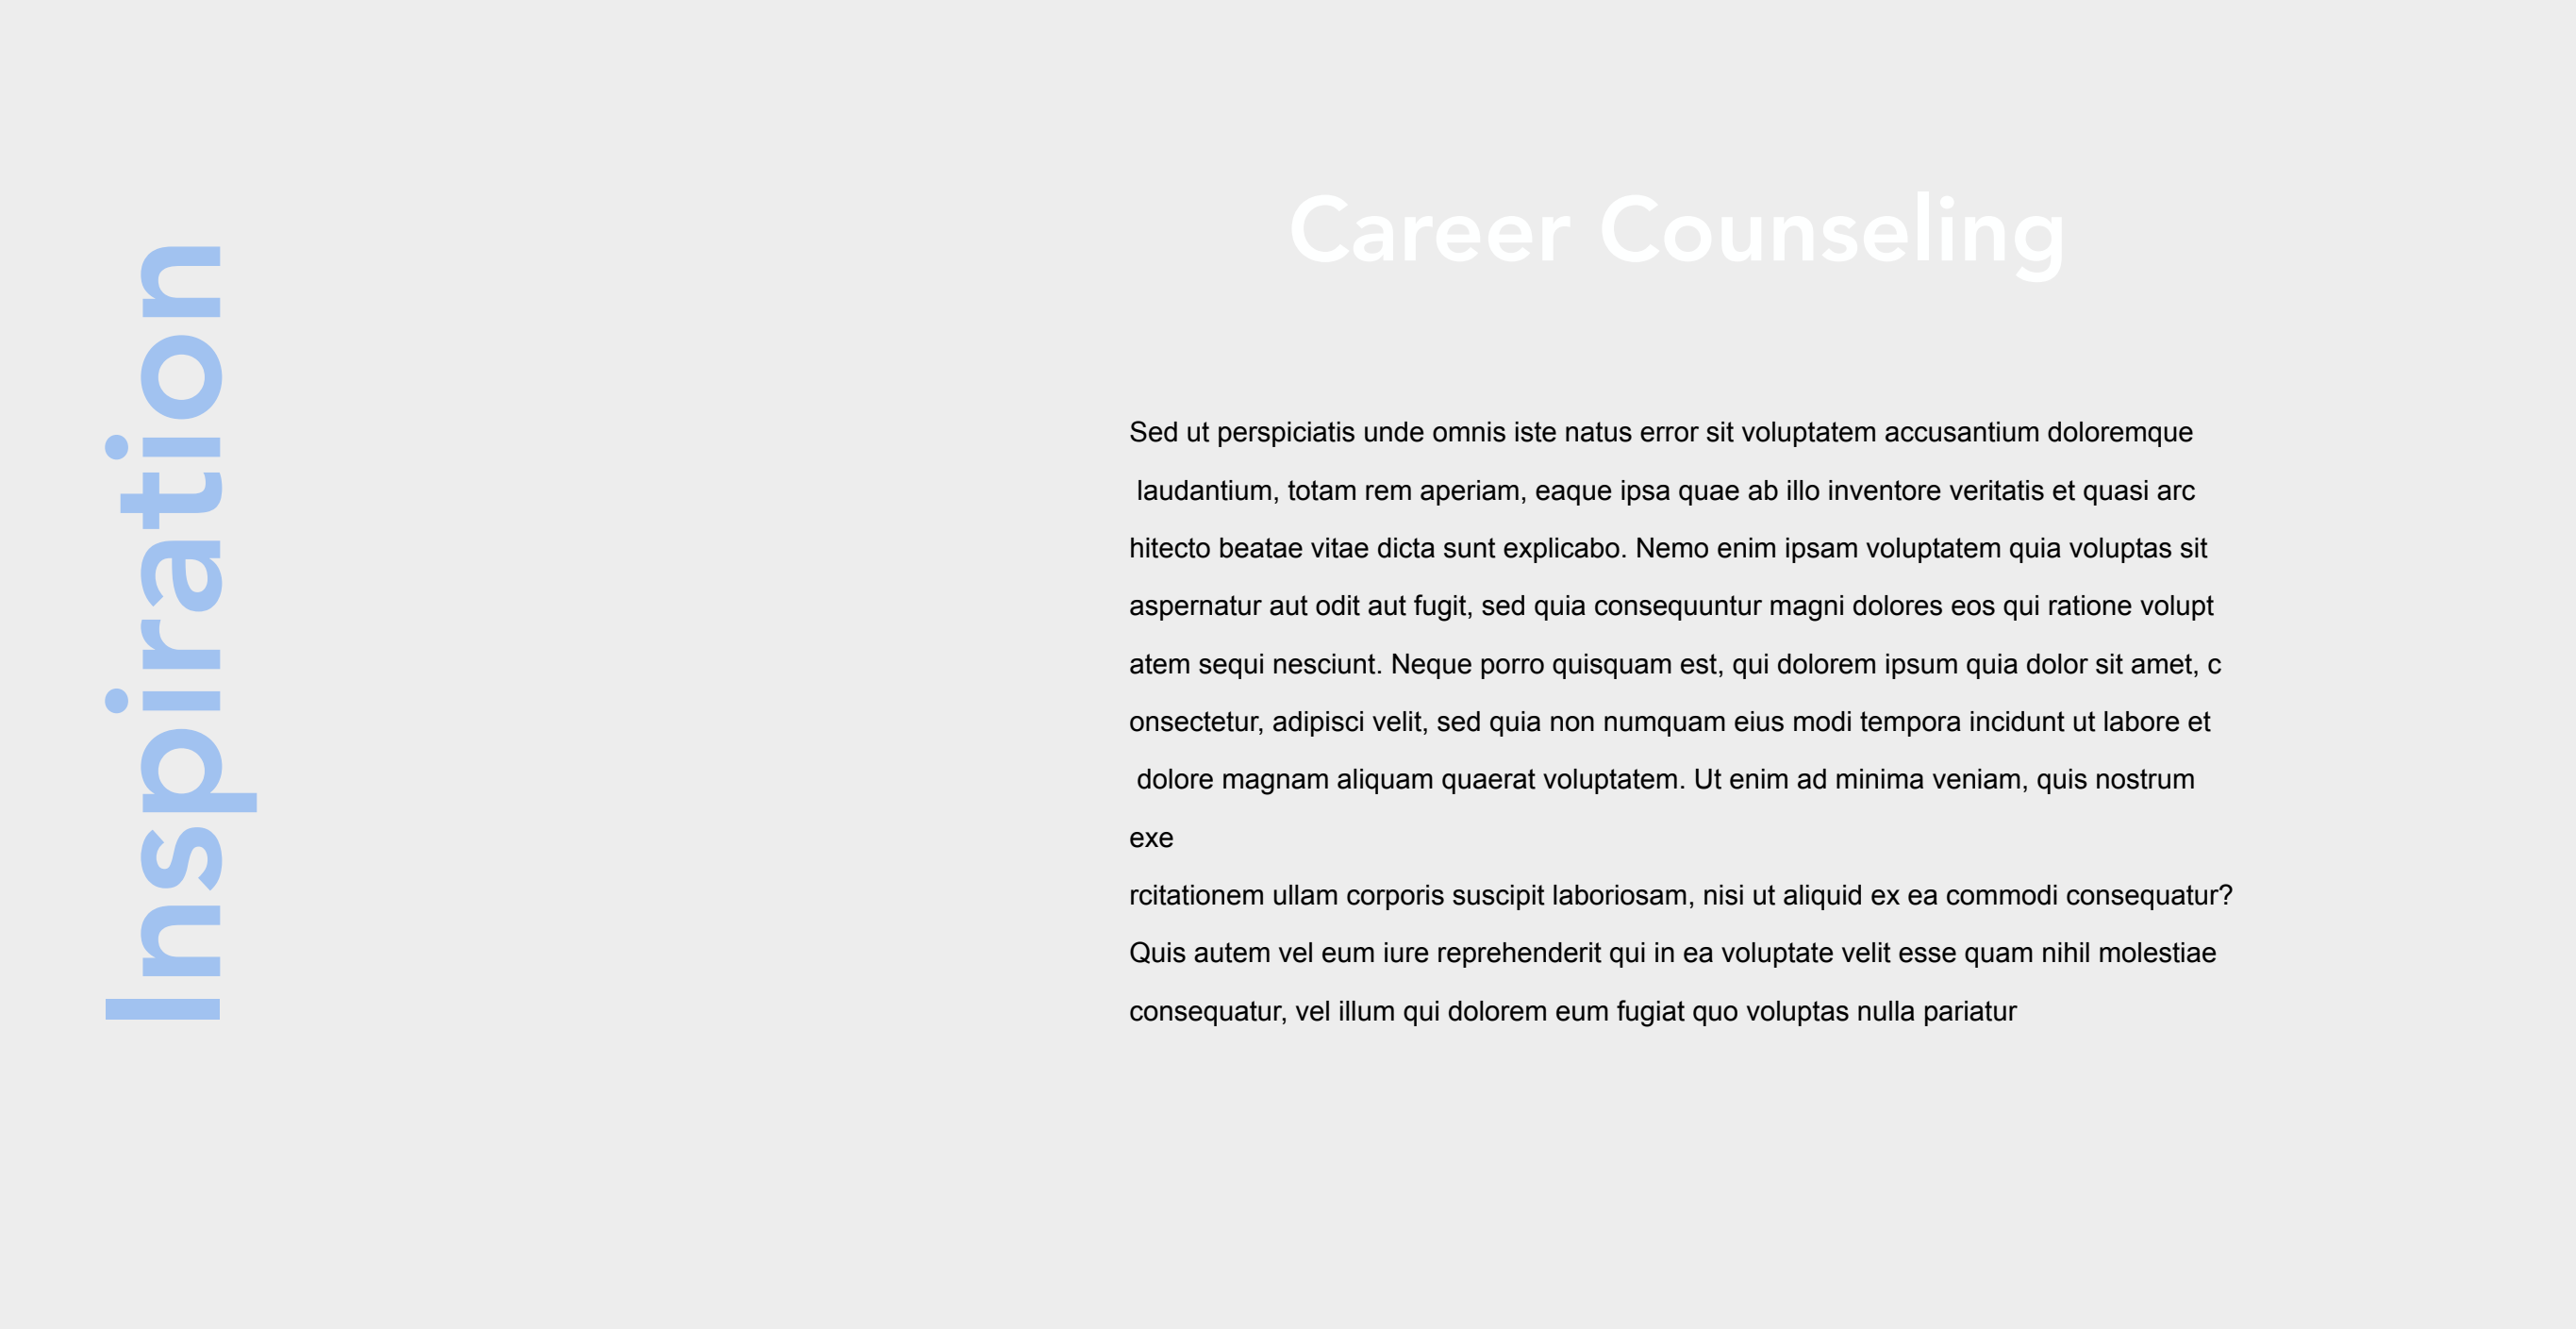 Inspiration
Career Counseling
Sed ut perspiciatis unde omnis iste natus error sit voluptatem accusantium doloremque
laudantium, totam rem aperiam, eaque ipsa quae ab illo inventore veritatis et quasi arc
hitecto beatae vitae dicta sunt explicabo. Nemo enim ipsam voluptatem quia voluptas sit
aspernatur aut odit aut fugit, sed quia consequuntur magni dolores eos qui ratione volupt
atem sequi nesciunt. Neque porro quisquam est, qui dolorem ipsum quia dolor sit amet, c
onsectetur, adipisci velit, sed quia non numquam eius modi tempora incidunt ut labore et
dolore magnam aliquam quaerat voluptatem. Ut enim ad minima veniam, quis nostrum
exe
rcitationem ullam corporis suscipit laboriosam, nisi ut aliquid ex ea commodi consequatur?
Quis autem vel eum iure reprehenderit qui in ea voluptate velit esse quam nihil molestiae
consequatur, vel illum qui dolorem eum fugiat quo voluptas nulla pariatur